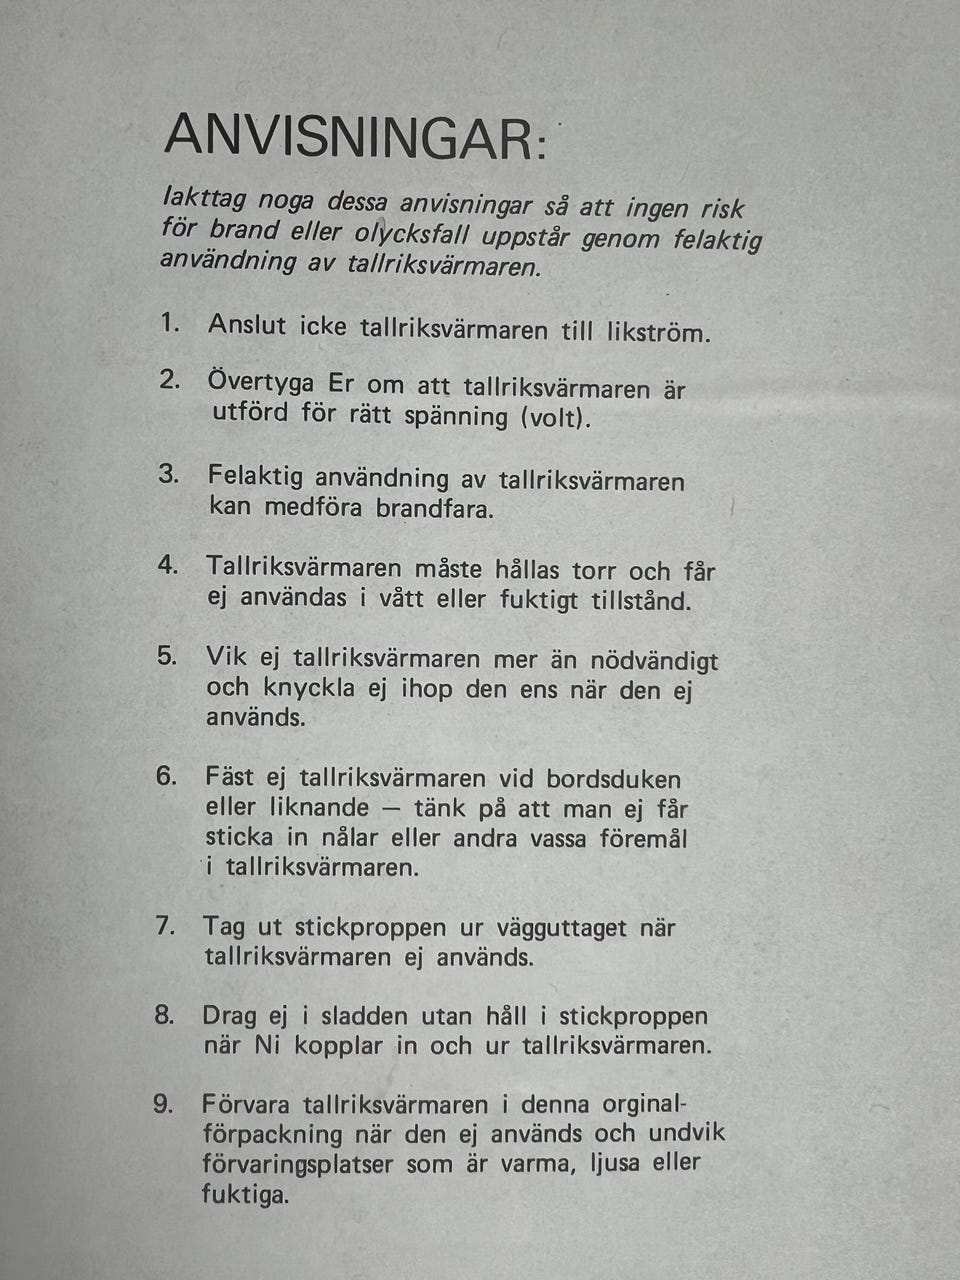 ANVISNINGAR:
Iakttag noga dessa anvisningar så att ingen risk
för brand eller olycksfall uppstår genom felaktig
användning av tallriksvärmaren.
1. Anslut icke tallriksvärmaren till likström.
2. Övertyga Er om att tallriksvärmaren är
utförd för rätt spänning (volt).
3. Felaktig användning av tallriksvärmaren
kan medföra brandfara.
4. Tallriksvärmaren måste hållas torr och får
ej användas i vått eller fuktigt tillstånd.
5. Vik ej tallriksvärmaren mer än nödvändigt
och knyckla ej ihop den ens när den ej
används.
6. Fäst ej tallriksvärmaren vid bordsduken
eller liknande — tänk på att man ej får
sticka in nålar eller andra vassa föremål
i tallriksvärmaren.
7. Tag ut stickproppen ur vägguttaget när
tallriksvärmaren ej används.
8. Drag ej i sladden utan håll i stickproppen
när Ni kopplar in och ur tallriksvärmaren.
9. Förvara tallriksvärmaren i denna orginal-
förpackning när den ej används och undvik
förvaringsplatser som är varma, ljusa eller
fuktiga.